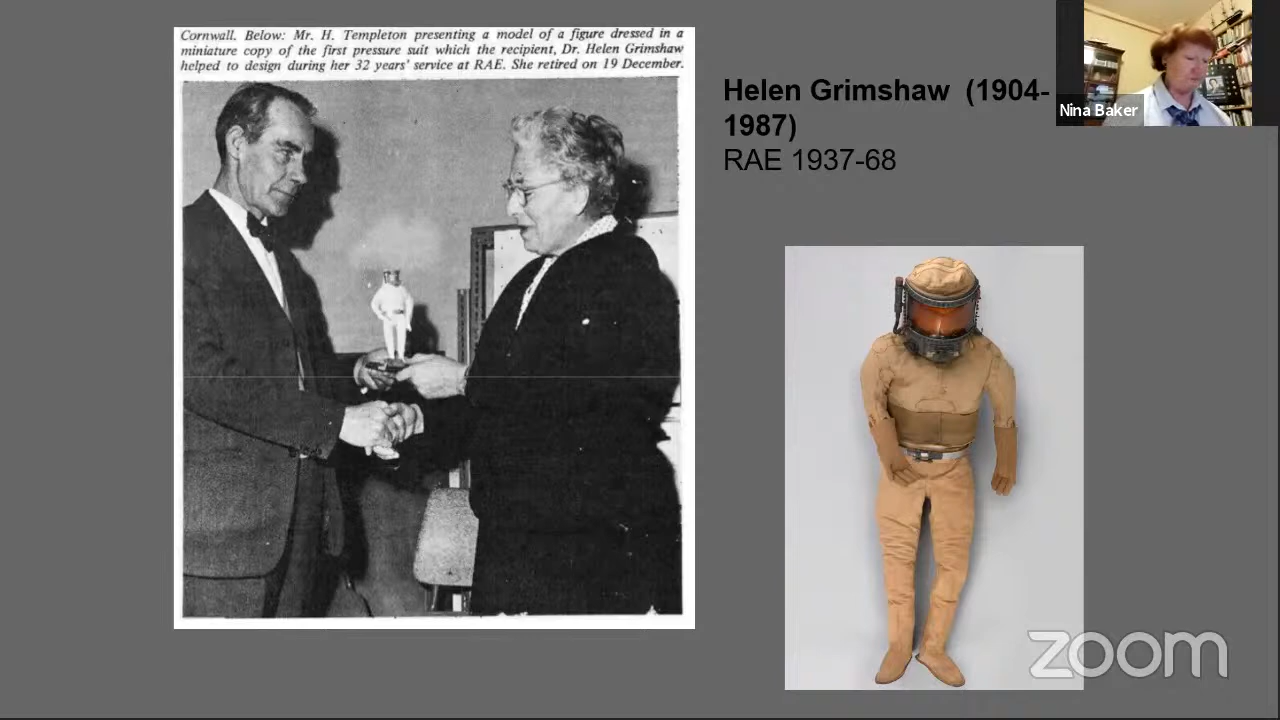 Cornwall. Below: Mr. H. Templeton presenting a model of a figure dressed in a
miniature copy of the first pressure suit which the recipient, Dr. Helen Grimshaw
helped to design during her 32 years' service at RAE. She retired on 19 December.
Helen Grimshaw (1904-
1987)
RAE 1937-68
Nina Baker
zoom